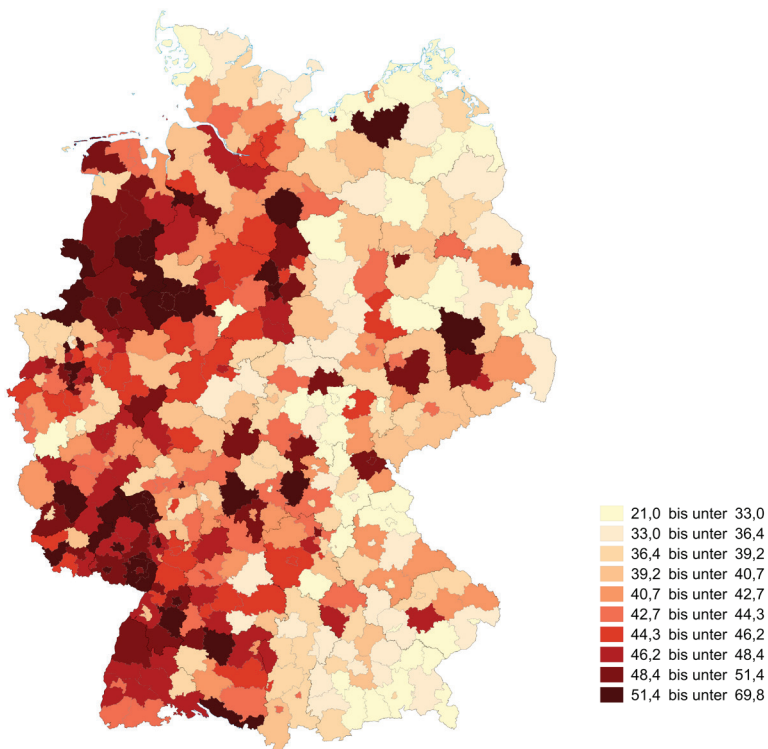 21,0 bis unter 33,0
33,0 bis unter 36,4
36,4 bis unter 39,2
39,2 bis unter 40,7
40,7 bis unter 42,7
42,7 bis unter 44,3
44,3 bis unter 46,2
46,2 bis unter 48,4
48,4 bis unter 51,4
51,4 bis unter 69,8